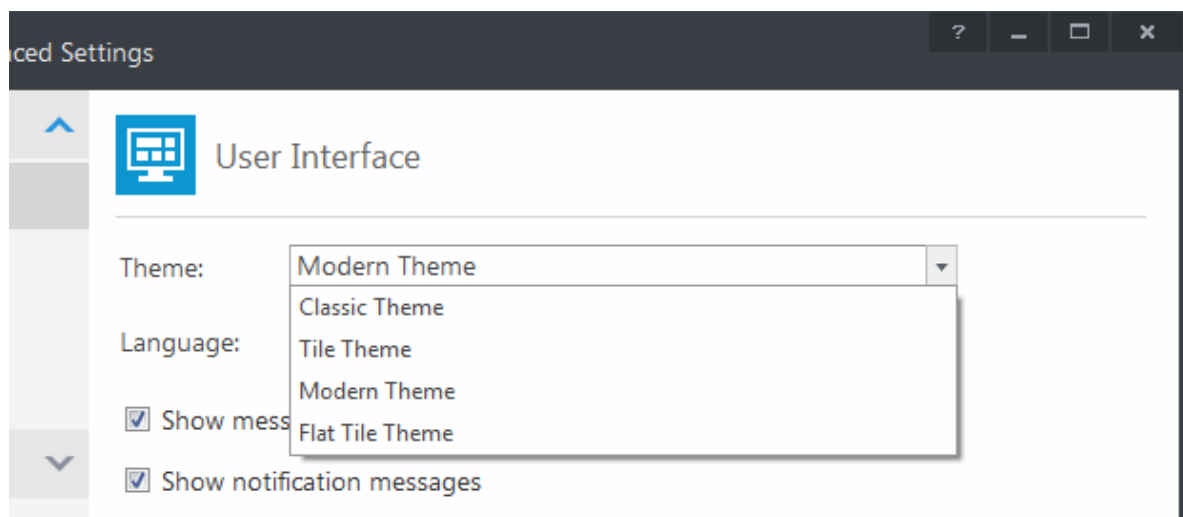 ced Settings
?
User Interface
Theme: Modern Theme
Classic Theme
Language: Tile Theme
Modern Theme
Show mess
Flat Tile Theme
Show notification messages